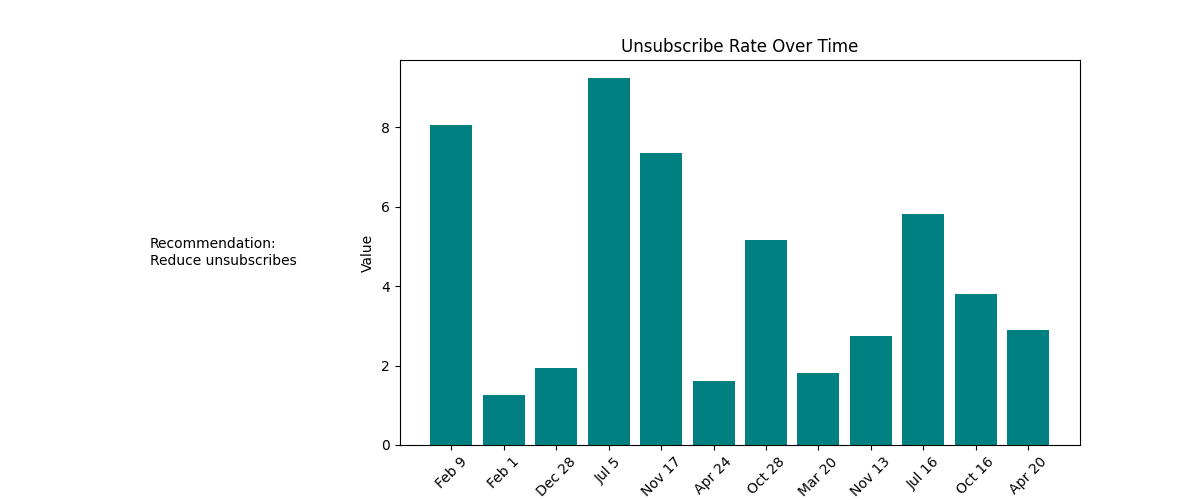 Unsubscribe Rate Over Time
Recommendation:
Reduce unsubscribes
Value
8
6
4
2
0
Feb 9
Feb 1
Dec 28
Jul 5
Nov 17
Apr 24
Oct 28
Mar 20
Nov 13
Jul 16
Oct 16
Apr 20